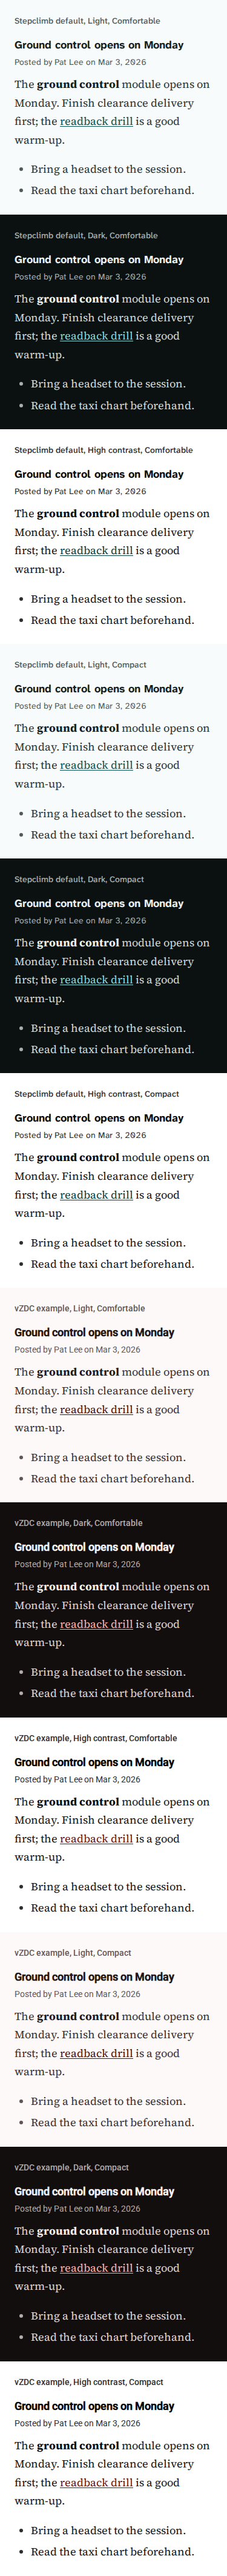 Stepclimb default, Light, Comfortable
Ground control opens on Monday
Posted by Pat Lee on Mar 3, 2026
The ground control module opens on
Monday. Finish clearance delivery
first; the readback drill is a good
warm-up.
• Bring a headset to the session.
• Read the taxi chart beforehand.
Stepclimb default, Dark, Comfortable
Ground control opens on Monday
Posted by Pat Lee on Mar 3, 2026
The ground control module opens on
Monday. Finish clearance delivery
first; the readback drill is a good
warm-up.
• Bring a headset to the session.
• Read the taxi chart beforehand.
Stepclimb default, High contrast, Comfortable
Ground control opens on Monday
Posted by Pat Lee on Mar 3, 2026
The ground control module opens on
Monday. Finish clearance delivery
first; the readback drill is a good
warm-up.
• Bring a headset to the session.
• Read the taxi chart beforehand.
Stepclimb default, Light, Compact
Ground control opens on Monday
Posted by Pat Lee on Mar 3, 2026
The ground control module opens on
Monday. Finish clearance delivery
first; the readback drill is a good
warm-up.
• Bring a headset to the session.
• Read the taxi chart beforehand.
Stepclimb default, Dark, Compact
Ground control opens on Monday
Posted by Pat Lee on Mar 3, 2026
The ground control module opens on
Monday. Finish clearance delivery
first; the readback drill is a good
warm-up.
• Bring a headset to the session.
• Read the taxi chart beforehand.
Stepclimb default, High contrast, Compact
Ground control opens on Monday
Posted by Pat Lee on Mar 3, 2026
The ground control module opens on
Monday. Finish clearance delivery
first; the readback drill is a good
warm-up.
• Bring a headset to the session.
• Read the taxi chart beforehand.
vZDC example, Light, Comfortable
Ground control opens on Monday
Posted by Pat Lee on Mar 3, 2026
The ground control module opens on
Monday. Finish clearance delivery
first; the readback drill is a good
warm-up.
• Bring a headset to the session.
• Read the taxi chart beforehand.
vZDC example, Dark, Comfortable
Ground control opens on Monday
Posted by Pat Lee on Mar 3, 2026
The ground control module opens on
Monday. Finish clearance delivery
first; the readback drill is a good
warm-up.
• Bring a headset to the session.
• Read the taxi chart beforehand.
vZDC example, High contrast, Comfortable
Ground control opens on Monday
Posted by Pat Lee on Mar 3, 2026
The ground control module opens on
Monday. Finish clearance delivery
first; the readback drill is a good
warm-up.
• Bring a headset to the session.
• Read the taxi chart beforehand.
vZDC example, Light, Compact
Ground control opens on Monday
Posted by Pat Lee on Mar 3, 2026
The ground control module opens on
Monday. Finish clearance delivery
first; the readback drill is a good
warm-up.
• Bring a headset to the session.
• Read the taxi chart beforehand.
vZDC example, Dark, Compact
Ground control opens on Monday
Posted by Pat Lee on Mar 3, 2026
The ground control module opens on
Monday. Finish clearance delivery
first; the readback drill is a good
warm-up.
• Bring a headset to the session.
• Read the taxi chart beforehand.
vZDC example, High contrast, Compact
Ground control opens on Monday
Posted by Pat Lee on Mar 3, 2026
The ground control module opens on
Monday. Finish clearance delivery
first; the readback drill is a good
warm-up.
• Bring a headset to the session.
• Read the taxi chart beforehand.